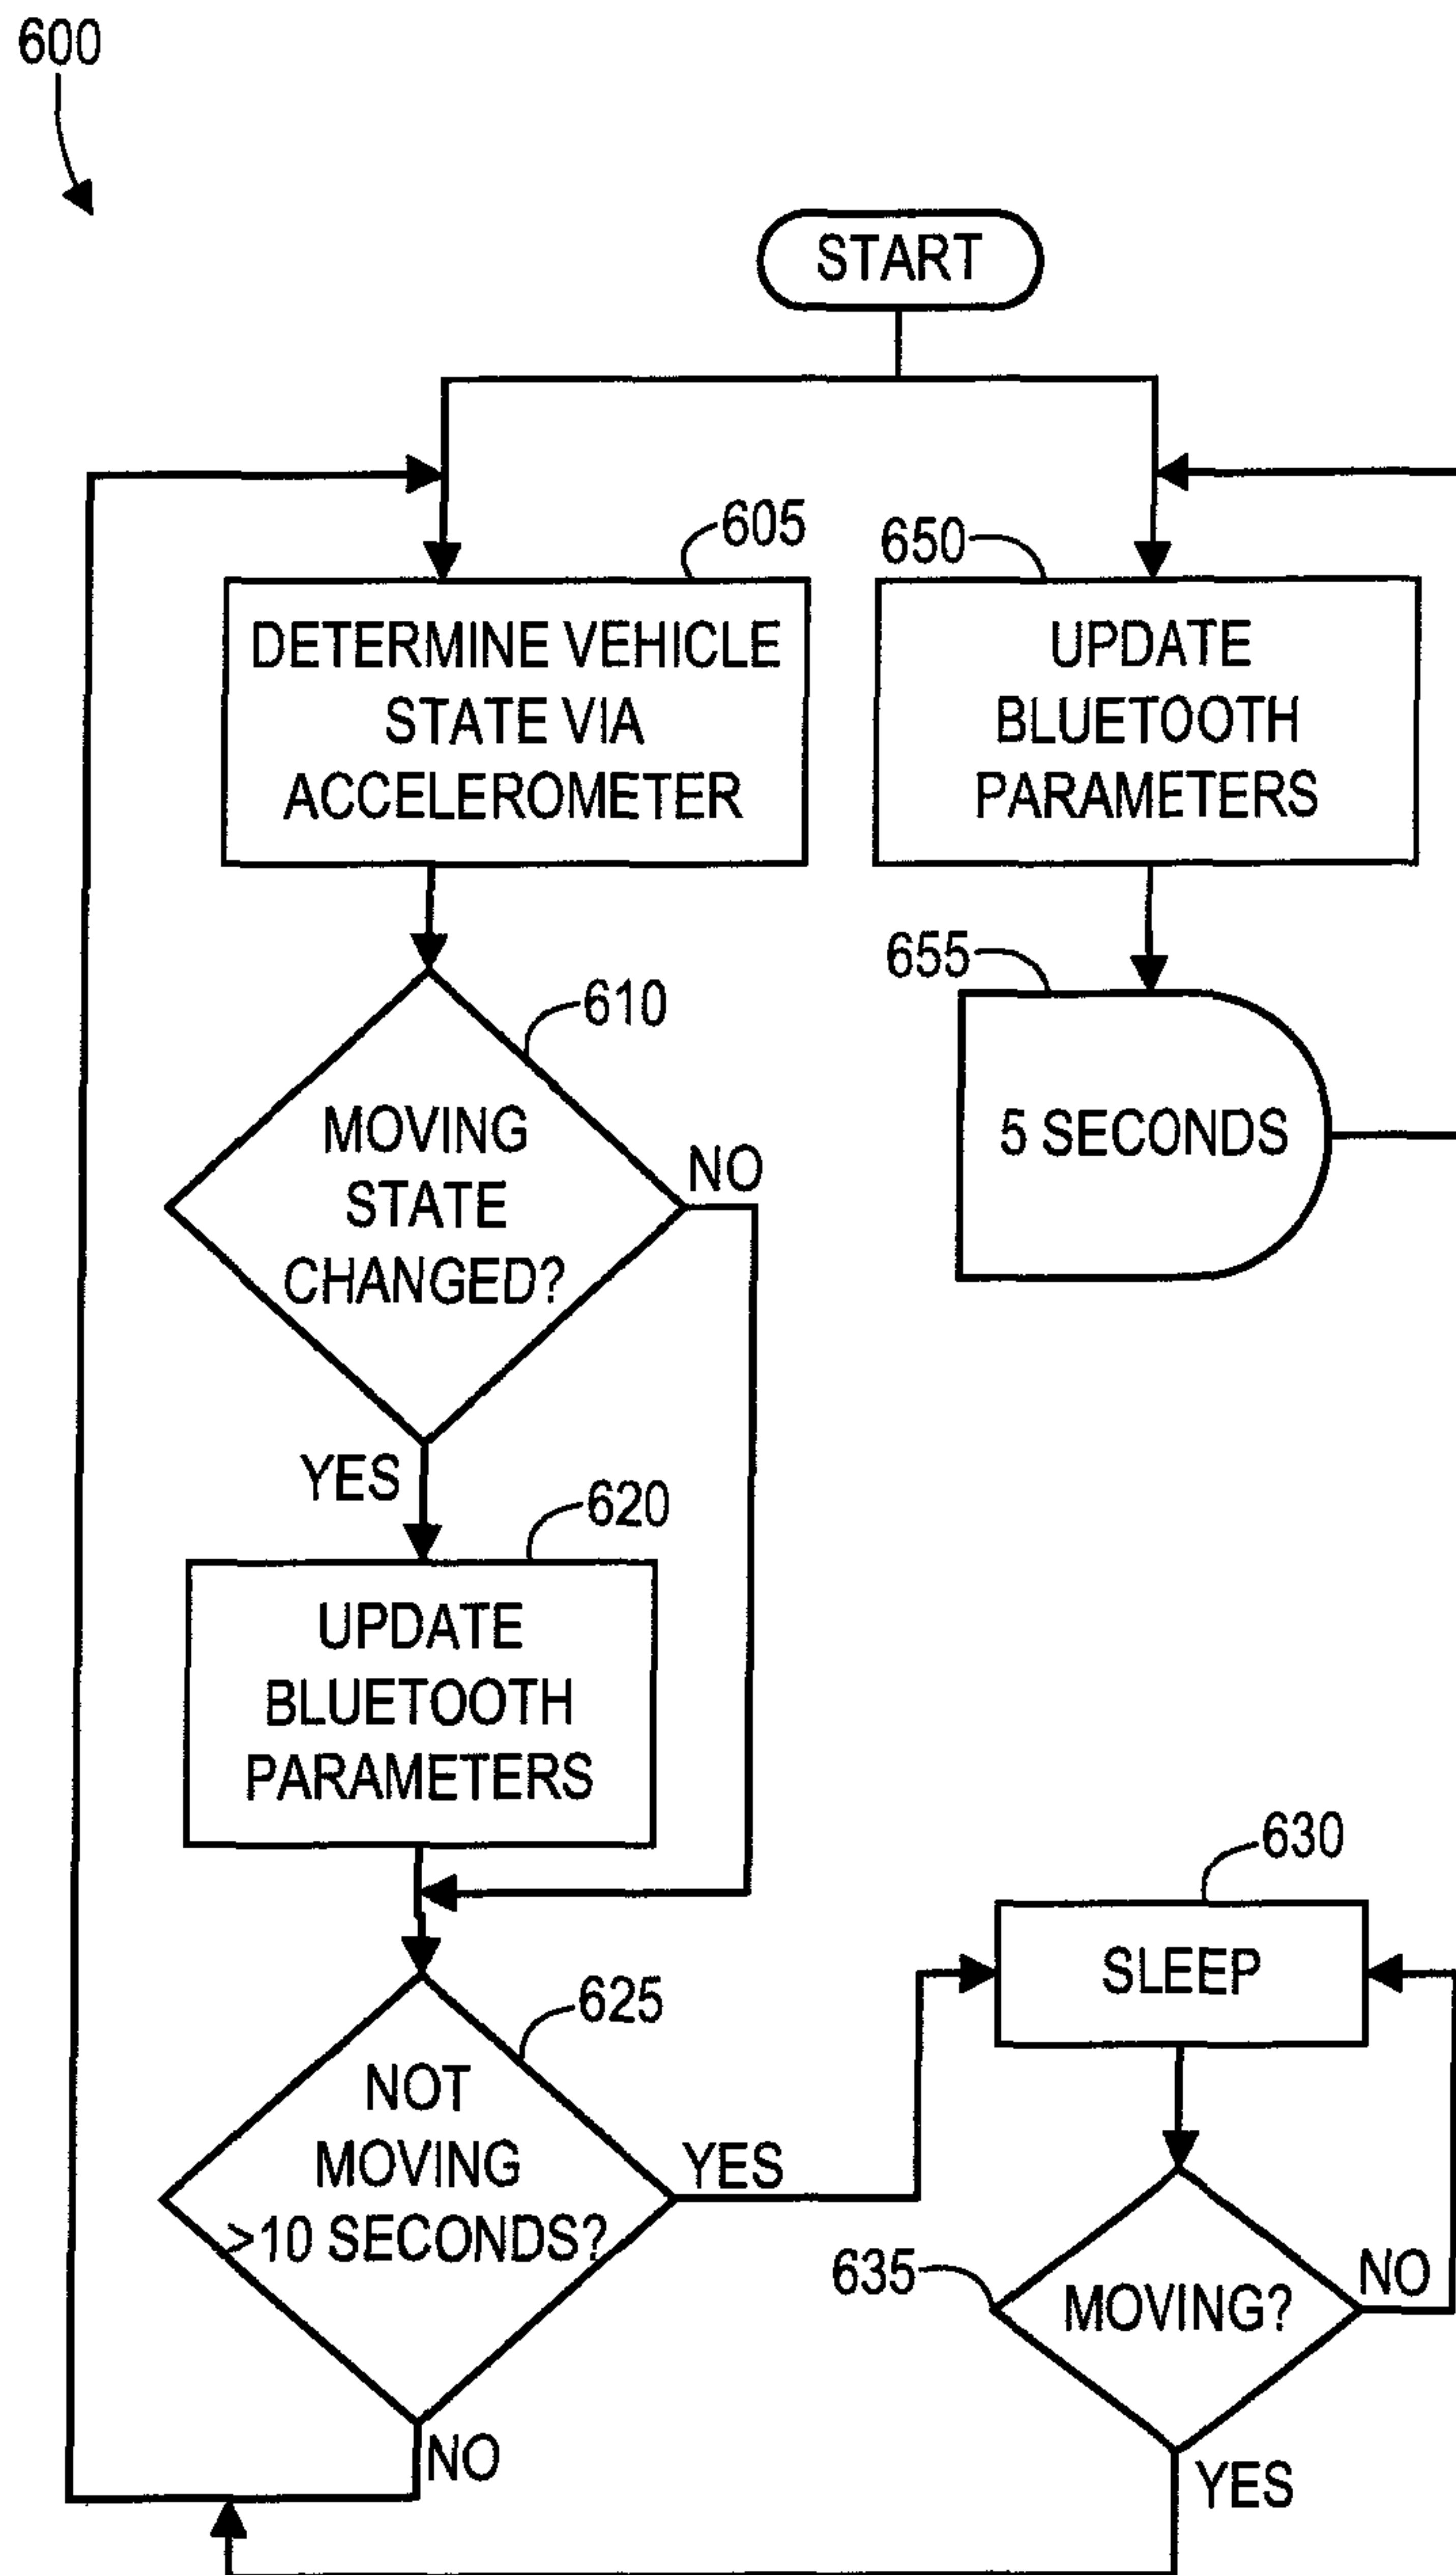 600
START
605
650
DETERMINE VEHICLE
STATE VIA
ACCELEROMETER
UPDATE
BLUETOOTH
PARAMETERS
655
5 SECONDS
610
MOVING
STATE
CHANGED?
NO
YES
620
UPDATE
BLUETOOTH
PARAMETERS
625
NOT
MOVING
>10 SECONDS?
YES
NO
630
SLEEP
635
MOVING?
NO
YES